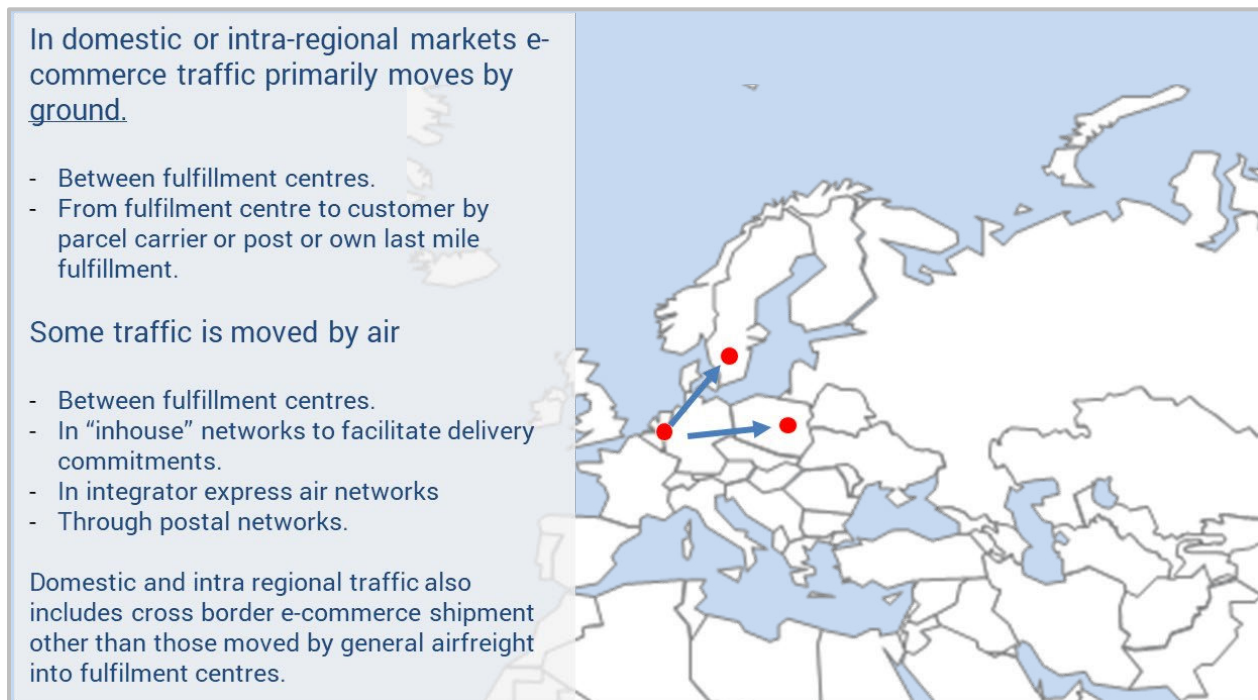 In domestic or intra-regional markets e-
commerce traffic primarily moves by
ground.
- Between fulfillment centres.
- From fulfilment centre to customer by
parcel carrier or post or own last mile
fulfillment.
Some traffic is moved by air
- Between fulfillment centres.
- In “inhouse” networks to facilitate delivery
commitments.
- In integrator express air networks
- Through postal networks.
Domestic and intra regional traffic also
includes cross border e-commerce shipment
other than those moved by general airfreight
into fulfilment centres.